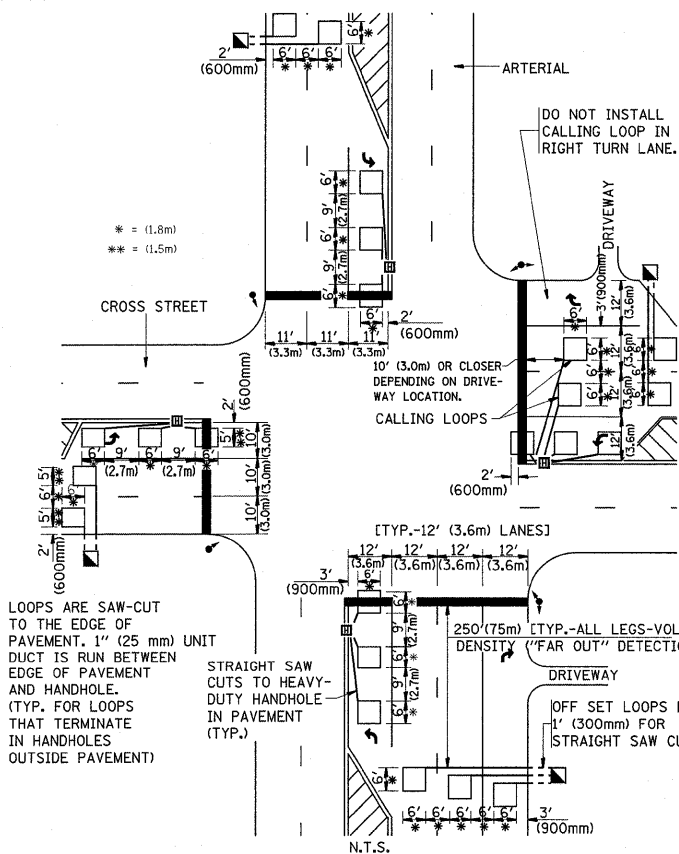 2'
(600mm)
6' 6' 6'
* * *
6' *
ARTERIAL
DO NOT INSTALL
CALLING LOOP IN
RIGHT TURN LANE.
DRIVEWAY
3'(900mm)
* = (1.8m)
** = (1.5m)
6' *
9' (2.7m)
6' *
9' (2.7m)
6' *
H
CROSS STREET
6'
*
2'
(600mm)
11' 11' 11'
(3.3m) (3.3m) (3.3m)
10' (3.0m) OR CLOSER
DEPENDING ON DRIVE-
WAY LOCATION.
CALLING LOOPS
6'
12'
(3.6m)
6' 12' 6'
* (3.6m) *
6' 12' 6'
* (3.6m) *
12'
(3.6m)
H
2'
(600mm)
2'
(600mm)
H
5' **
6' 9' 6' 9' 6'
* (2.7m) * (2.7m) *
10'
(3.0m)
10'
(3.0m)
10'
(3.0m)
5' **
6' *
5' **
6'
*
2'
(600mm)
[TYP.-12' (3.6m) LANES]
12' 12' 12' 12'
(3.6m) (3.6m) (3.6m) (3.6m)
3'
(900mm)
6'
*
6' *
9' (2.7m)
6' *
9' (2.7m)
6' *
H
LOOPS ARE SAW-CUT
TO THE EDGE OF
PAVEMENT. 1" (25 mm) UNIT
DUCT IS RUN BETWEEN
EDGE OF PAVEMENT
AND HANDHOLE.
(TYP. FOR LOOPS
THAT TERMINATE
IN HANDHOLES
OUTSIDE PAVEMENT)
STRAIGHT SAW
CUTS TO HEAVY-
DUTY HANDHOLE
IN PAVEMENT
(TYP.)
250'(75m) [TYP.-ALL LEGS-VOL
DENSITY ("FAR OUT" DETECTI
DRIVEWAY
OFF SET LOOPS
1' (300mm) FOR
STRAIGHT SAW CU
6' *
6' 6' 6' 6' 6'
* * * * *
3'
(900mm)
N.T.S.